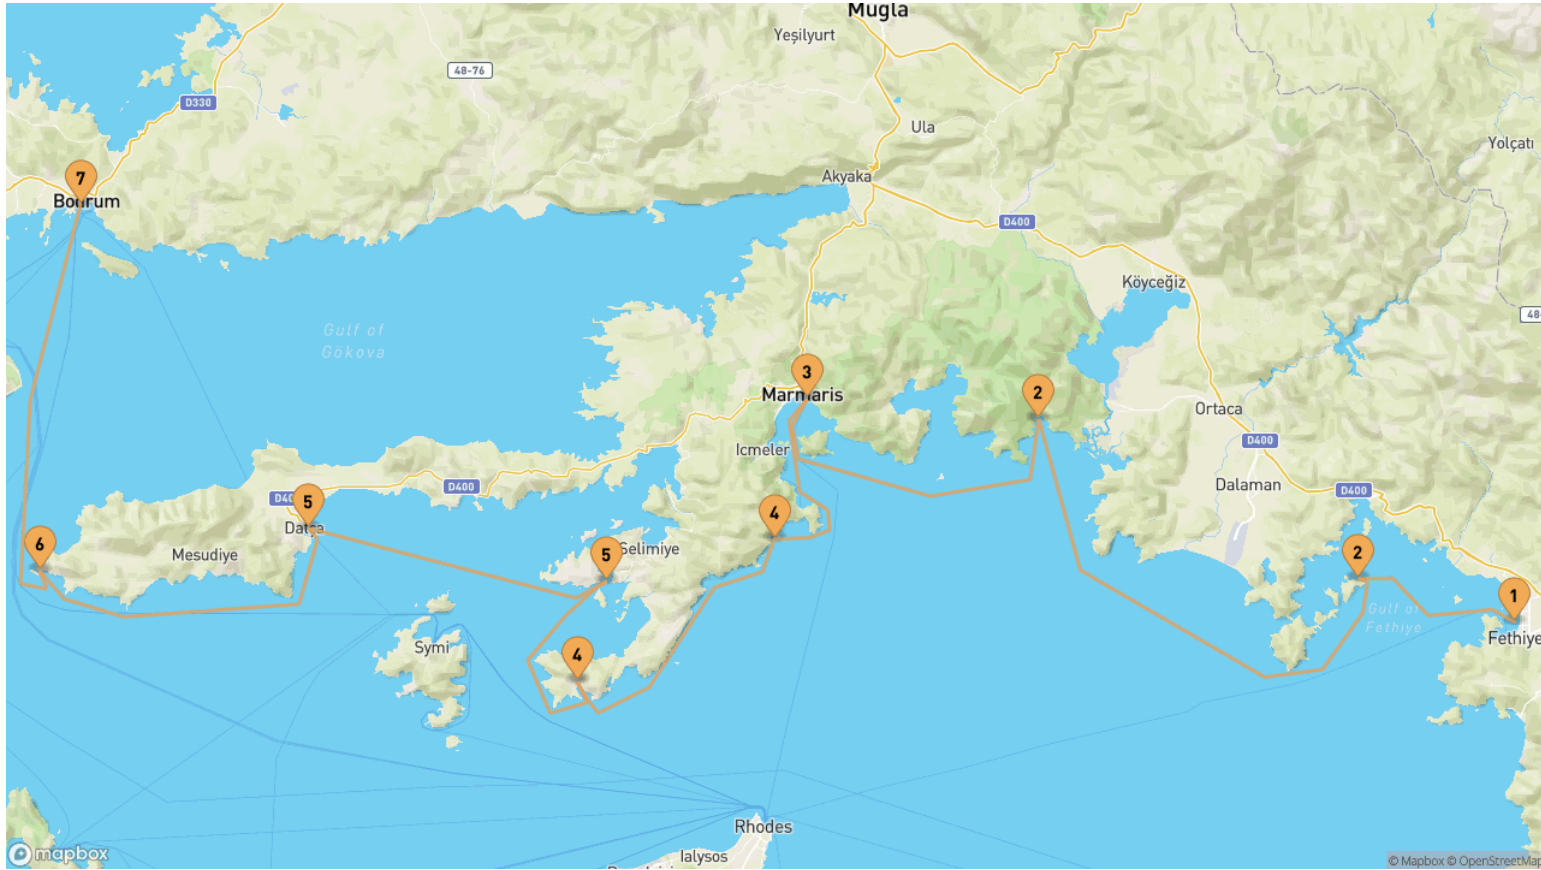 Mugla
Yeşilyurt
48-76
D330
Ula
Yolçatı
Akyaka
7
Bodrum
D400
Köyceğiz
48-
Gulf of
Gökova
3
Marmaris
2
Ortaca
D400
Icmeler
D400
Dalaman
D400
5
Datça
4
6
Mesudiye
5
Selimiye
2
1
Gulf of
Fethiye
Fethiye
Symi
4
Rhodes
Ialysos
mapbox
© Mapbox © OpenStreetMap